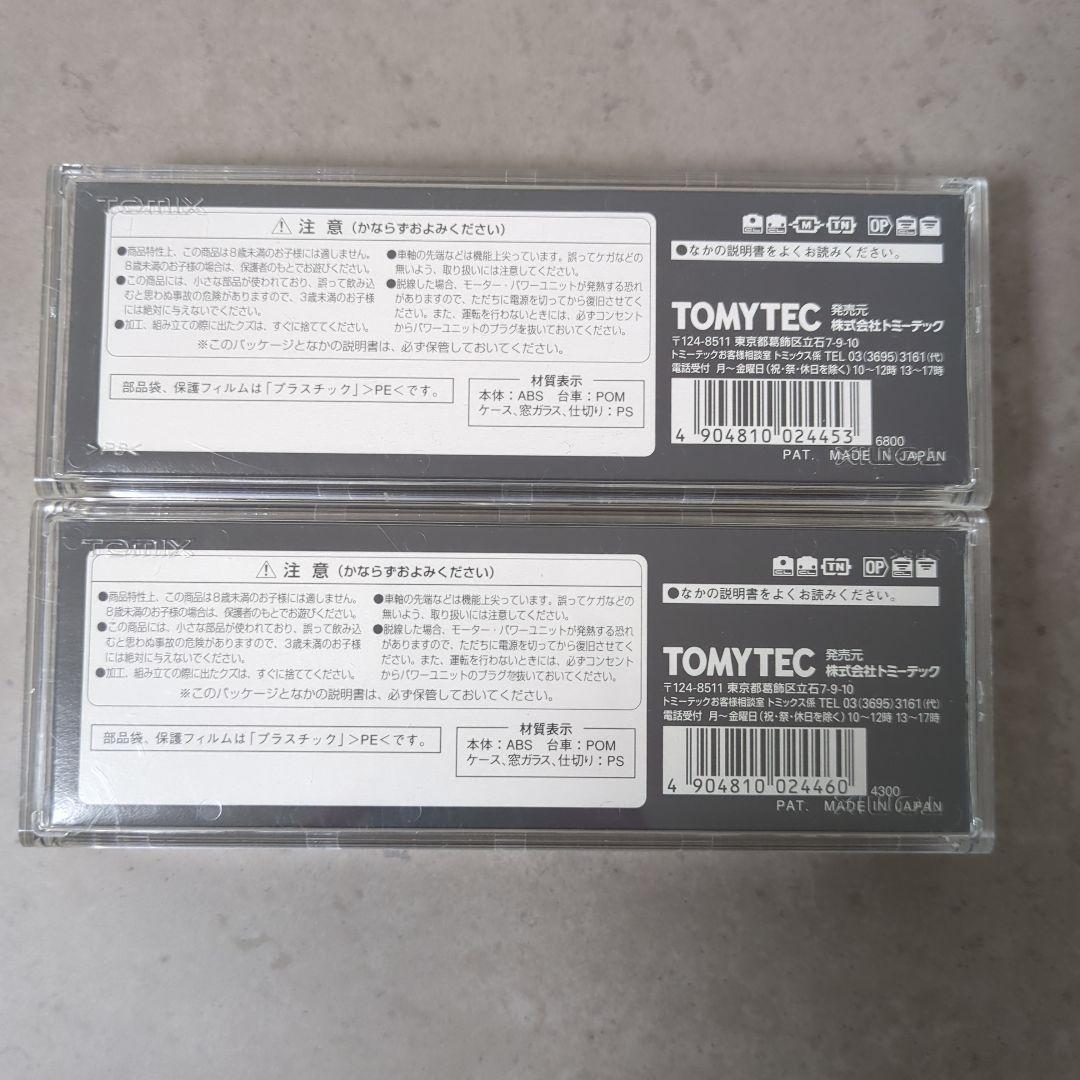 TOMIX
⚠ 注 意 (かならずおよみください)
●商品特性上、この商品は8歳未満のお子様には適しません。
8歳未満のお子様の場合は、保護者のもとでお遊びください。
●この商品には、小さな部品が使われており、誤って飲み込
むと思わぬ事故の危険がありますので、3歳未満のお子様
には絶対に与えないでください。
●加工、組み立ての際に出たクズは、すぐに捨ててください。
●車軸の先端などは機能上尖っています。誤ってケガなどの
無いよう、取り扱いには注意してください。
●脱線した場合、モーター・パワーユニットが発熱する恐れ
がありますので、ただちに電源を切ってから復旧させてく
ださい。また、運転を行わないときには、必ずコンセント
からパワーユニットのプラグを抜いておいてください。
※このパッケージとなかの説明書は、必ず保管しておいてください。
部品袋、保護フィルムは「プラスチック」>PE<です。
材質表示
本体:ABS 台車:POM
ケース、窓ガラス、仕切り:PS
>PS<
M TN OP
●なかの説明書をよくお読みください。
TOMYTEC 発売元 株式会社トミーテック
〒124-8511 東京都葛飾区立石7-9-10
トミーテックお客様相談室 トミックス係 TEL 03(3695)3161(代)
電話受付 月〜金曜日(祝・祭・休日を除く)10〜12時 13〜17時
4 904810 024453
6800
PAT. MADE IN JAPAN
TOMIX
TOMIX
⚠ 注 意 (かならずおよみください)
●商品特性上、この商品は8歳未満のお子様には適しません。
8歳未満のお子様の場合は、保護者のもとでお遊びください。
●この商品には、小さな部品が使われており、誤って飲み込
むと思わぬ事故の危険がありますので、3歳未満のお子様
には絶対に与えないでください。
●加工、組み立ての際に出たクズは、すぐに捨ててください。
●車軸の先端などは機能上尖っています。誤ってケガなどの
無いよう、取り扱いには注意してください。
●脱線した場合、モーター・パワーユニットが発熱する恐れ
がありますので、ただちに電源を切ってから復旧させてく
ださい。また、運転を行わないときには、必ずコンセント
からパワーユニットのプラグを抜いておいてください。
※このパッケージとなかの説明書は、必ず保管しておいてください。
部品袋、保護フィルムは「プラスチック」>PE<です。
材質表示
本体:ABS 台車:POM
ケース、窓ガラス、仕切り:PS
TN OP
●なかの説明書をよくお読みください。
TOMYTEC 発売元 株式会社トミーテック
〒124-8511 東京都葛飾区立石7-9-10
トミーテックお客様相談室 トミックス係 TEL 03(3695)3161(代)
電話受付 月〜金曜日(祝・祭・休日を除く)10〜12時 13〜17時
4 904810 024460
4300
PAT. MADE IN JAPAN
TOMIX